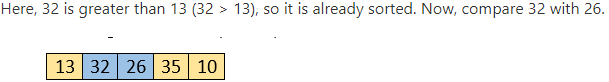 Here, 32 is greater than 13 (32 > 13), so it is already sorted. Now, compare 32 with 26.
13 32 26 35 10